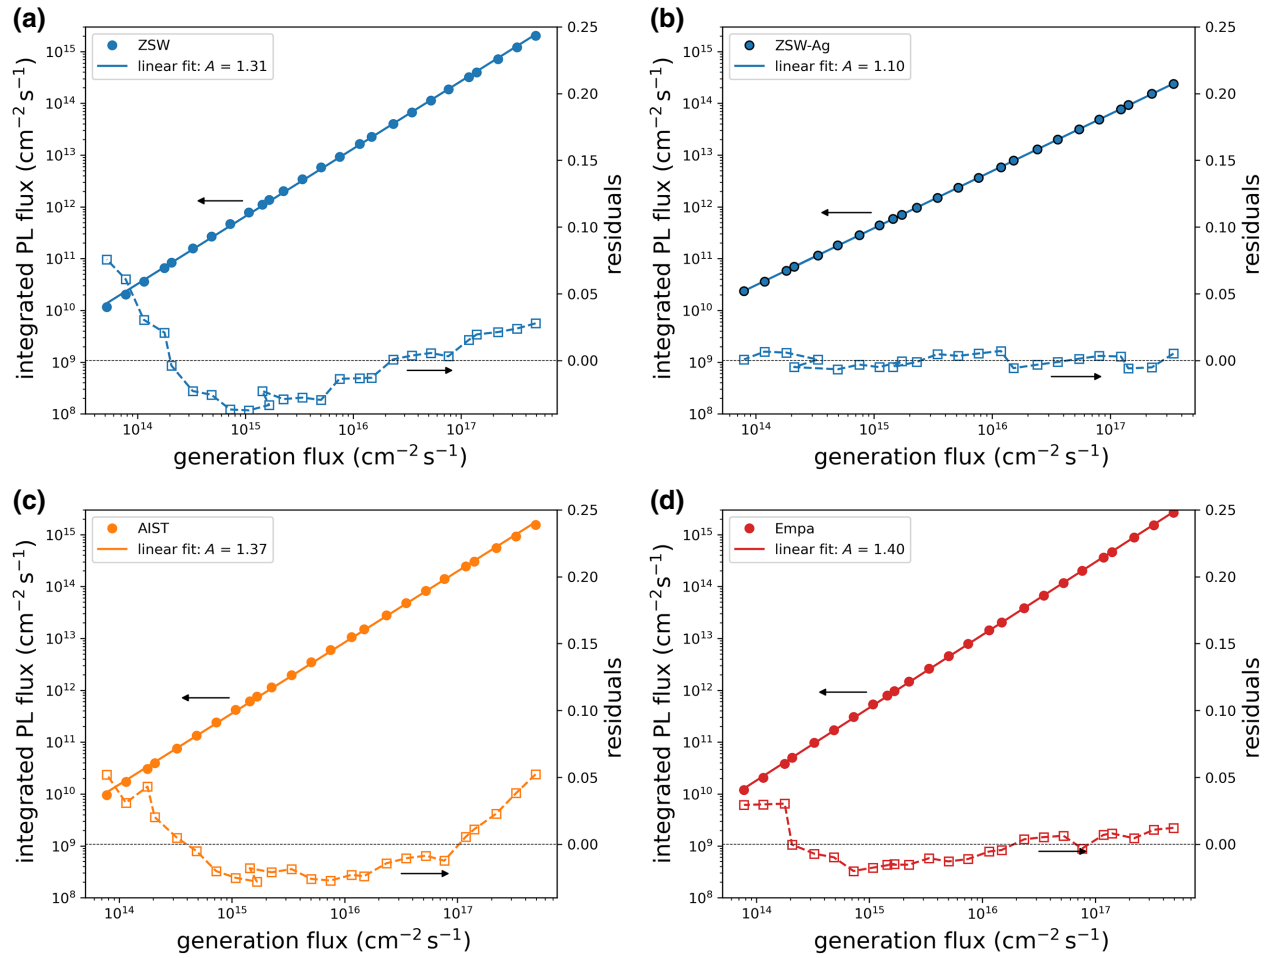 (a)
ZSW
linear fit: A = 1.31
integrated PL flux (cm⁻² s⁻¹)
10¹⁵
10¹⁴
10¹³
10¹²
10¹¹
10¹⁰
10⁹
10⁸
0.25
0.20
0.15
0.10
0.05
0.00
residuals
10¹⁴ 10¹⁵ 10¹⁶ 10¹⁷
generation flux (cm⁻² s⁻¹)
(b)
ZSW-Ag
linear fit: A = 1.10
integrated PL flux (cm⁻² s⁻¹)
10¹⁵
10¹⁴
10¹³
10¹²
10¹¹
10¹⁰
10⁹
10⁸
0.25
0.20
0.15
0.10
0.05
0.00
residuals
10¹⁴ 10¹⁵ 10¹⁶ 10¹⁷
generation flux (cm⁻² s⁻¹)
(c)
AIST
linear fit: A = 1.37
integrated PL flux (cm⁻² s⁻¹)
10¹⁵
10¹⁴
10¹³
10¹²
10¹¹
10¹⁰
10⁹
10⁸
0.25
0.20
0.15
0.10
0.05
0.00
residuals
10¹⁴ 10¹⁵ 10¹⁶ 10¹⁷
generation flux (cm⁻² s⁻¹)
(d)
Empa
linear fit: A = 1.40
integrated PL flux (cm⁻²s⁻¹)
10¹⁵
10¹⁴
10¹³
10¹²
10¹¹
10¹⁰
10⁹
10⁸
0.25
0.20
0.15
0.10
0.05
0.00
residuals
10¹⁴ 10¹⁵ 10¹⁶ 10¹⁷
generation flux (cm⁻² s⁻¹)